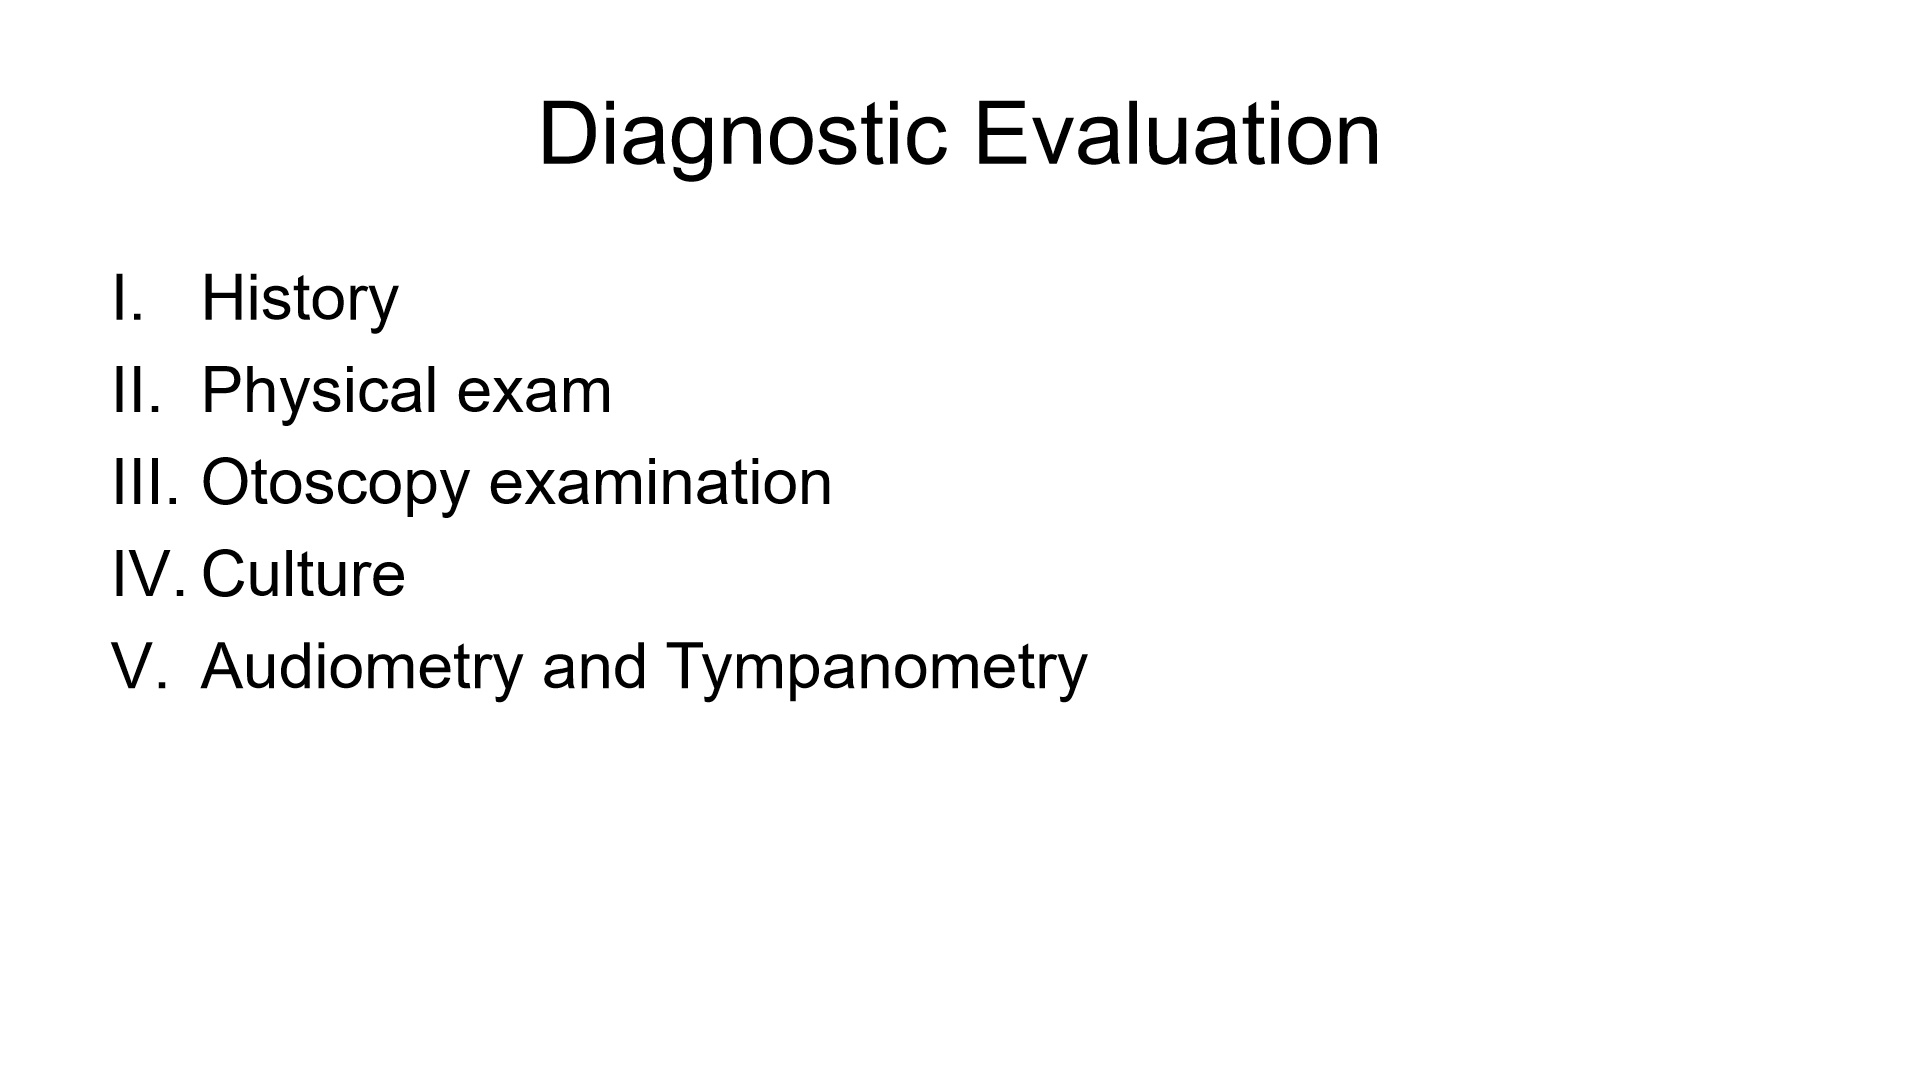 Diagnostic Evaluation
I. History
II. Physical exam
III. Otoscopy examination
IV. Culture
V. Audiometry and Tympanometry